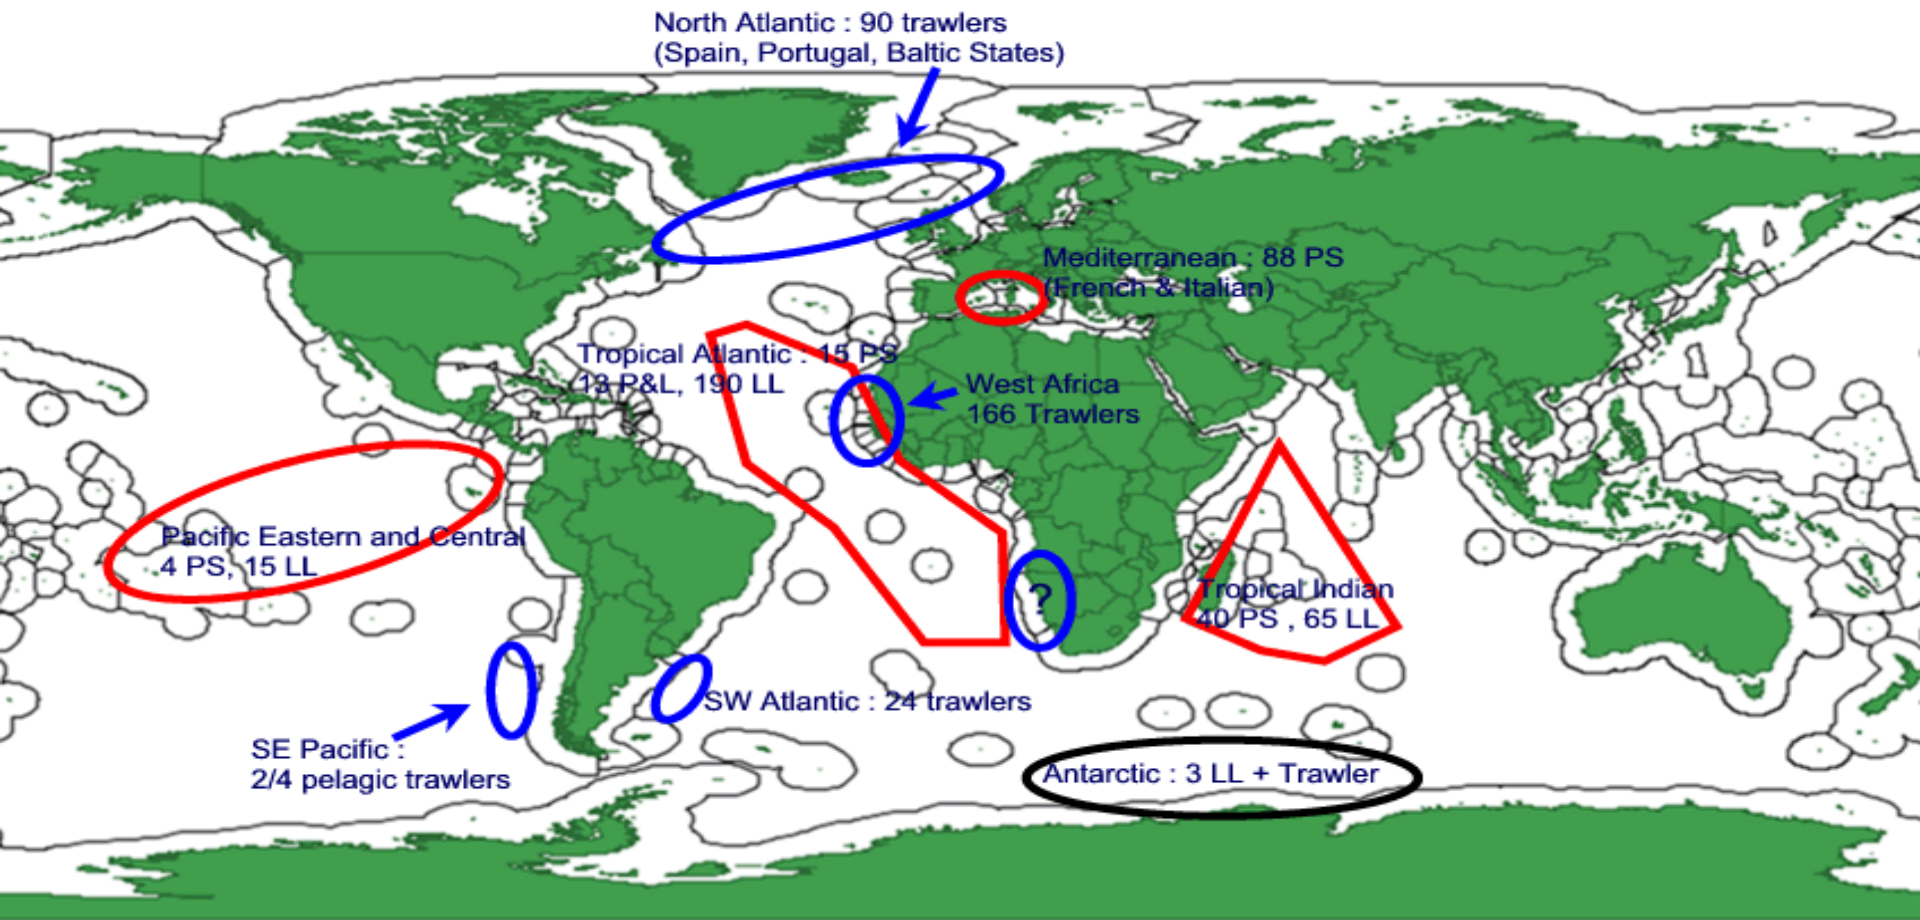 North Atlantic : 90 trawlers
(Spain, Portugal, Baltic States)
Mediterranean : 88 PS
(French & Italian)
Tropical Atlantic : 15 PS
13 P&L, 190 LL
West Africa
166 Trawlers
Pacific Eastern and Central
4 PS, 15 LL
?
Tropical Indian
40 PS , 65 LL
SW Atlantic : 24 trawlers
SE Pacific :
2/4 pelagic trawlers
Antarctic : 3 LL + Trawler